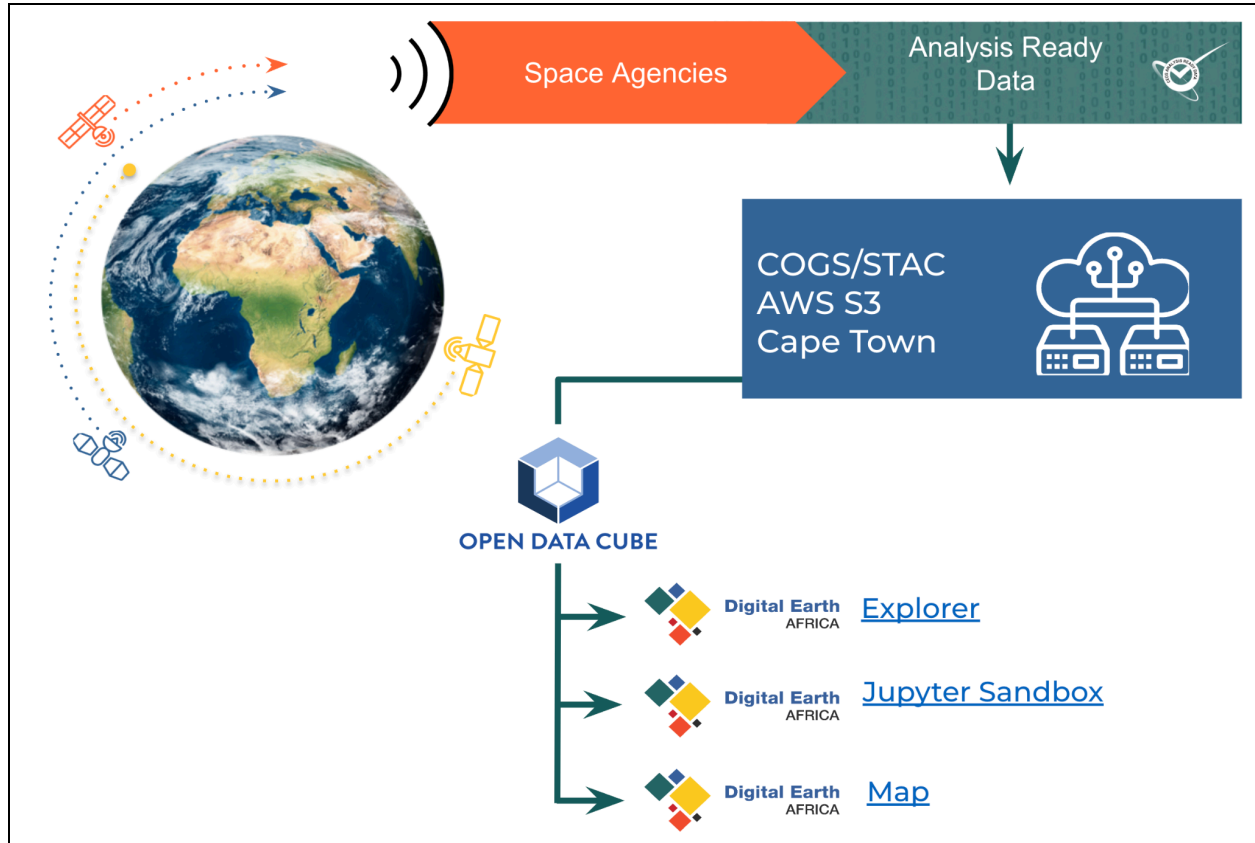 Space Agencies
Analysis Ready
Data
COGS/STAC
AWS S3
Cape Town
OPEN DATA CUBE
Digital Earth
AFRICA
Explorer
Digital Earth
AFRICA
Jupyter Sandbox
Digital Earth
AFRICA
Map